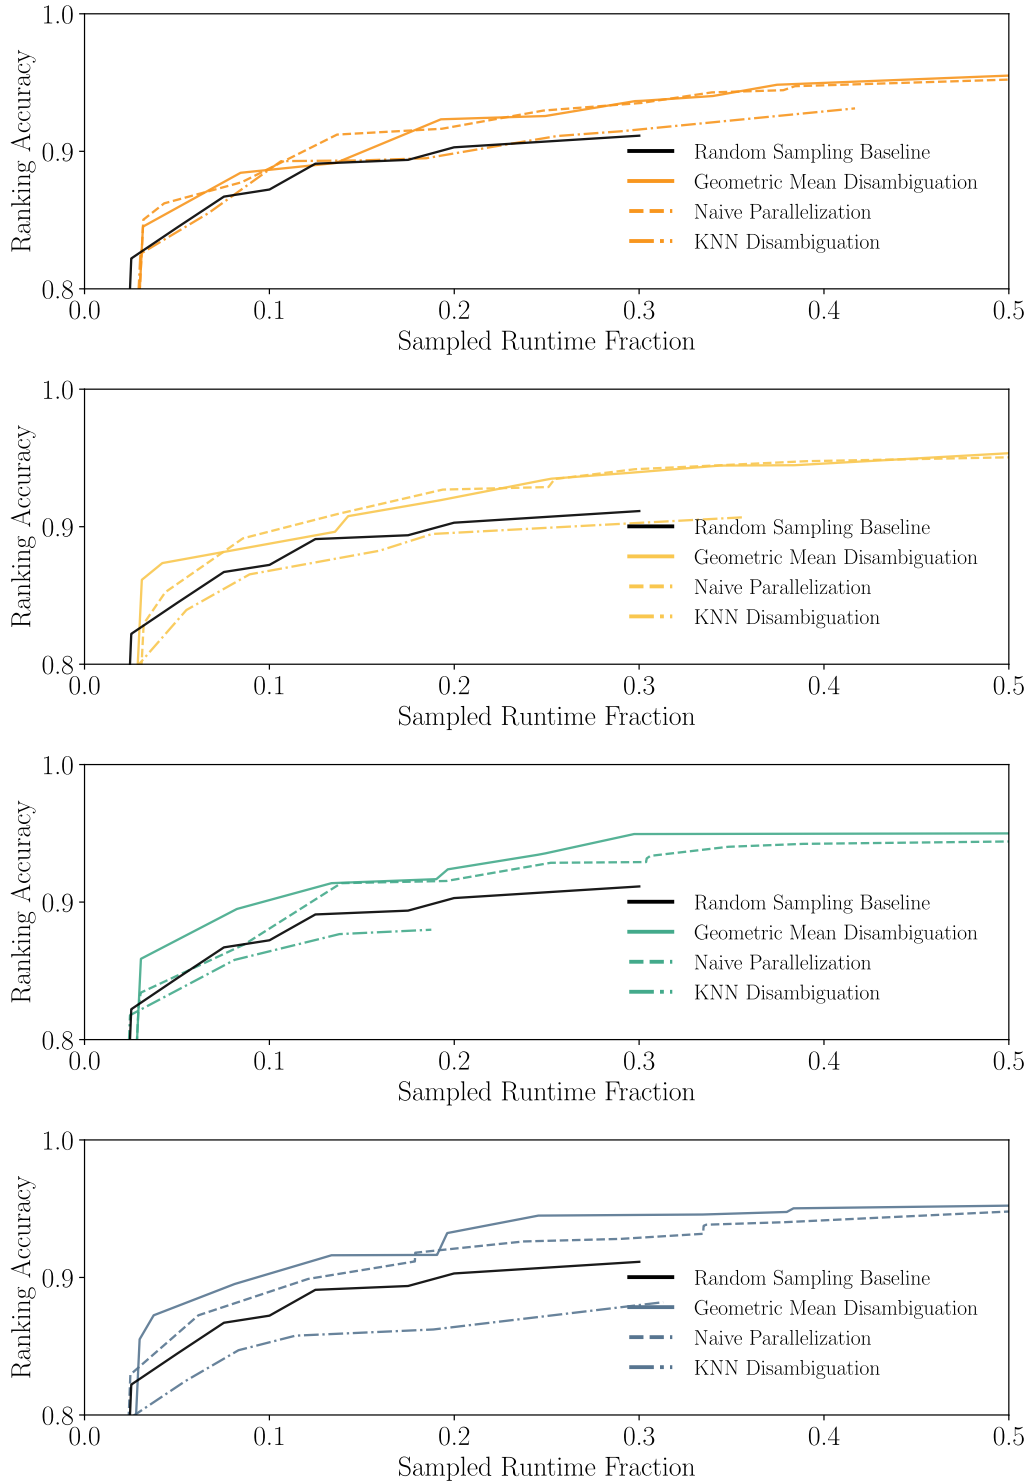 1.0
0.9
0.8
Ranking Accuracy
Random Sampling Baseline
Geometric Mean Disambiguation
Naive Parallelization
KNN Disambiguation
0.0 0.1 0.2 0.3 0.4 0.5
Sampled Runtime Fraction
1.0
0.9
0.8
Ranking Accuracy
Random Sampling Baseline
Geometric Mean Disambiguation
Naive Parallelization
KNN Disambiguation
0.0 0.1 0.2 0.3 0.4 0.5
Sampled Runtime Fraction
1.0
0.9
0.8
Ranking Accuracy
Random Sampling Baseline
Geometric Mean Disambiguation
Naive Parallelization
KNN Disambiguation
0.0 0.1 0.2 0.3 0.4 0.5
Sampled Runtime Fraction
1.0
0.9
0.8
Ranking Accuracy
Random Sampling Baseline
Geometric Mean Disambiguation
Naive Parallelization
KNN Disambiguation
0.0 0.1 0.2 0.3 0.4 0.5
Sampled Runtime Fraction